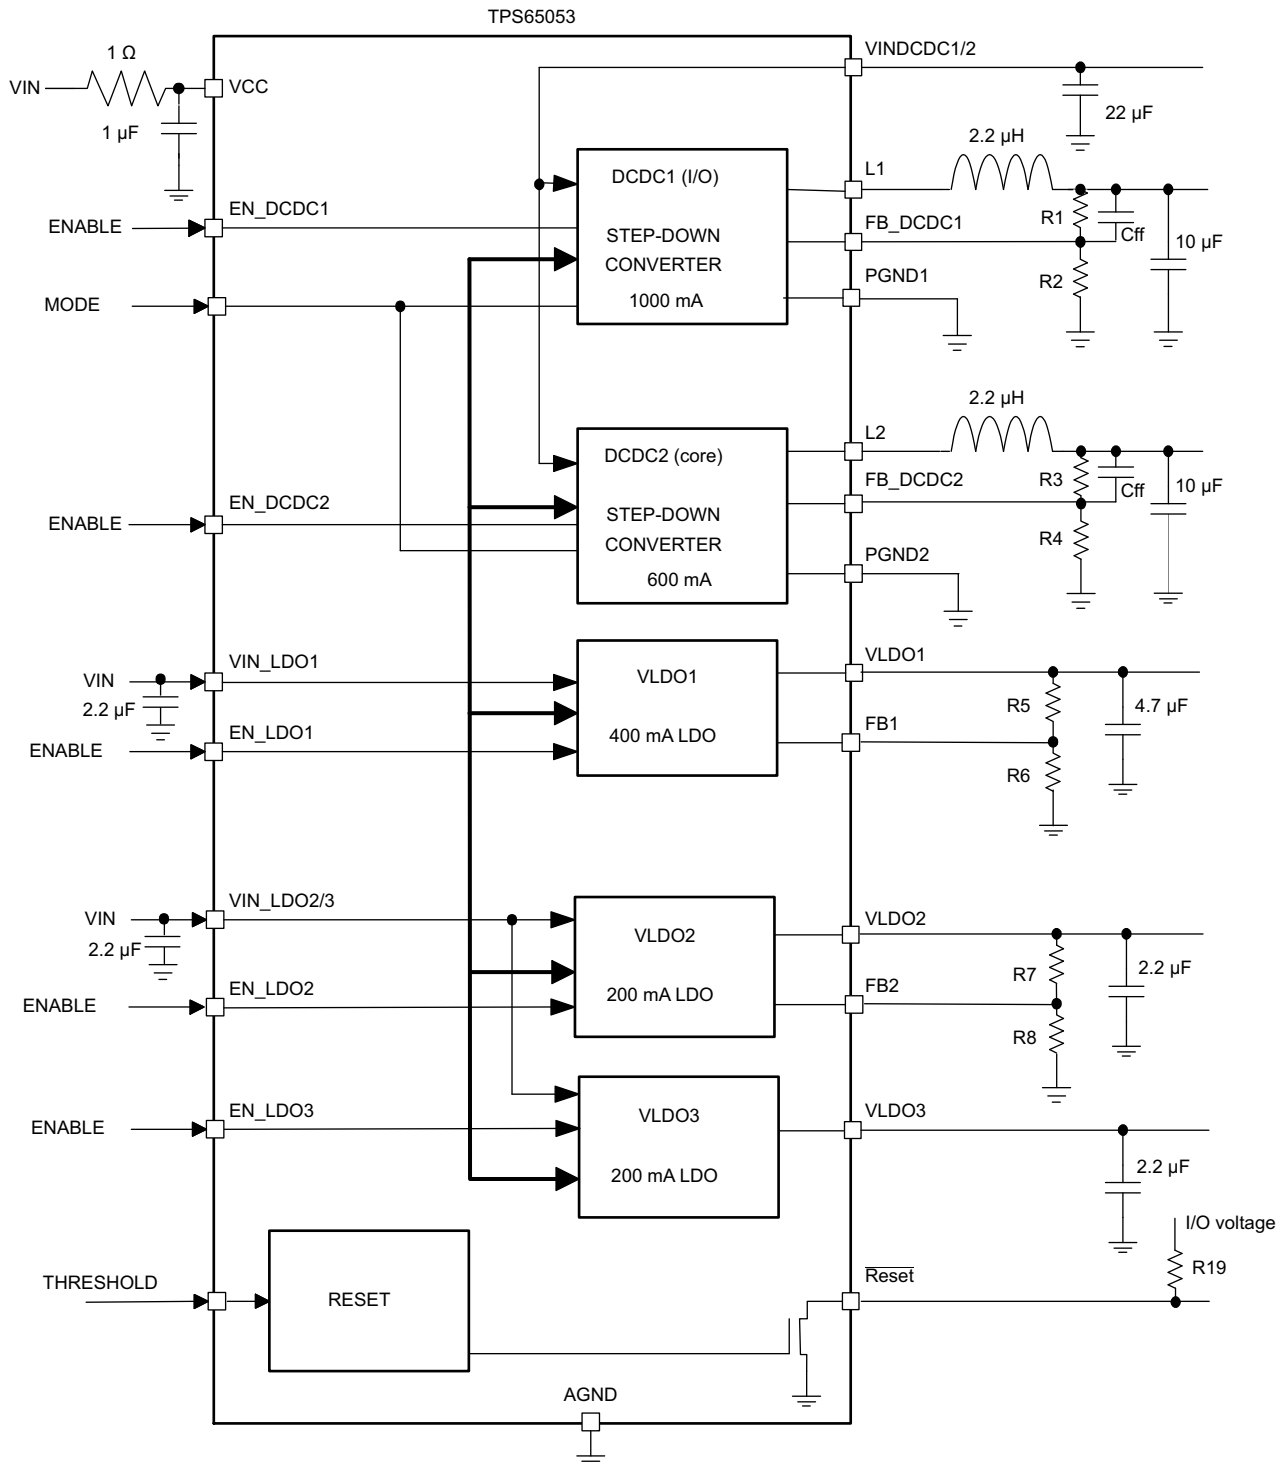 TPS65053
1 Ω
VIN
VCC
1 µF
VINDCDC1/2
22 µF
2.2 µH
DCDC1 (I/O)
L1
EN_DCDC1
ENABLE
STEP-DOWN
CONVERTER
1000 mA
FB_DCDC1
R1
Cff
10 µF
R2
PGND1
MODE
2.2 µH
DCDC2 (core)
L2
EN_DCDC2
ENABLE
STEP-DOWN
CONVERTER
600 mA
FB_DCDC2
R3
Cff
10 µF
R4
PGND2
VIN_LDO1
VIN
2.2 µF
VLDO1
400 mA LDO
VLDO1
R5
4.7 µF
EN_LDO1
ENABLE
FB1
R6
VIN_LDO2/3
VIN
2.2 µF
VLDO2
200 mA LDO
VLDO2
R7
2.2 µF
EN_LDO2
ENABLE
FB2
R8
EN_LDO3
ENABLE
VLDO3
200 mA LDO
VLDO3
2.2 µF
I/O voltage
R19
THRESHOLD
RESET
Reset
AGND